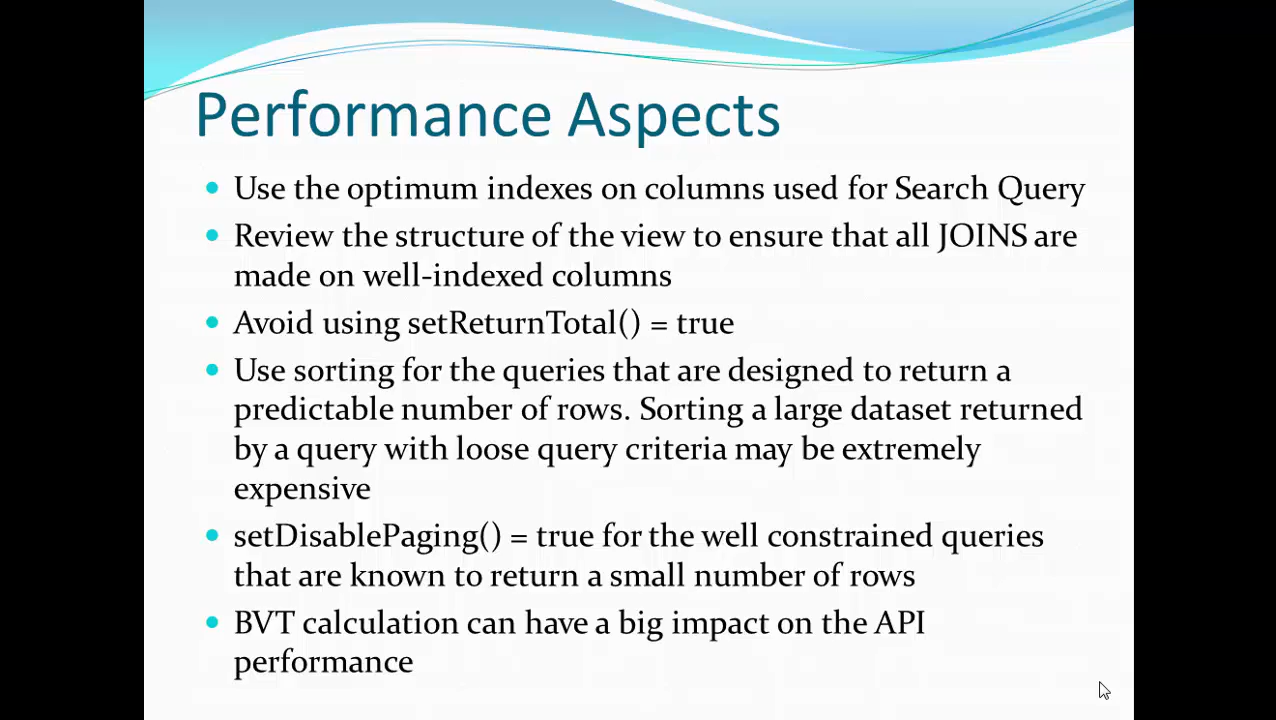 Performance Aspects
• Use the optimum indexes on columns used for Search Query
• Review the structure of the view to ensure that all JOINS are
made on well-indexed columns
• Avoid using setReturnTotal() = true
• Use sorting for the queries that are designed to return a
predictable number of rows. Sorting a large dataset returned
by a query with loose query criteria may be extremely
expensive
• setDisablePaging() = true for the well constrained queries
that are known to return a small number of rows
• BVT calculation can have a big impact on the API
performance